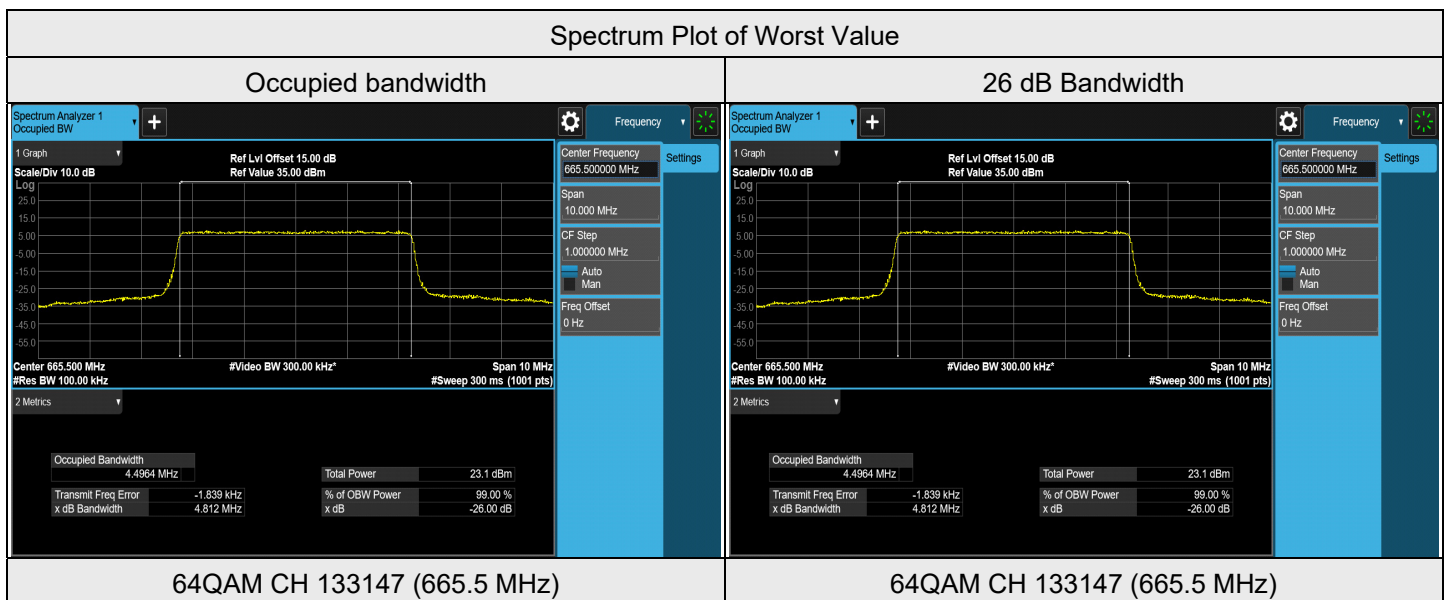 Spectrum Plot of Worst Value
Occupied bandwidth
Spectrum Analyzer 1
Occupied BW
+
Frequency
1 Graph
Ref Lvl Offset 15.00 dB
Scale/Div 10.0 dB
Ref Value 35.00 dBm
Log
25.0
15.0
5.00
-5.00
-15.0
-25.0
-35.0
-45.0
-55.0
Center 665.500 MHz
#Video BW 300.00 kHz*
Span 10 MHz
#Res BW 100.00 kHz
#Sweep 300 ms (1001 pts)
Center Frequency
665.500000 MHz
Settings
Span
10.000 MHz
CF Step
1.000000 MHz
Auto
Man
Freq Offset
0 Hz
2 Metrics
Occupied Bandwidth
4.4964 MHz
Total Power 23.1 dBm
Transmit Freq Error -1.839 kHz
% of OBW Power 99.00 %
x dB Bandwidth 4.812 MHz
x dB -26.00 dB
64QAM CH 133147 (665.5 MHz)
26 dB Bandwidth
Spectrum Analyzer 1
Occupied BW
+
Frequency
1 Graph
Ref Lvl Offset 15.00 dB
Scale/Div 10.0 dB
Ref Value 35.00 dBm
Log
25.0
15.0
5.00
-5.00
-15.0
-25.0
-35.0
-45.0
-55.0
Center 665.500 MHz
#Video BW 300.00 kHz*
Span 10 MHz
#Res BW 100.00 kHz
#Sweep 300 ms (1001 pts)
Center Frequency
665.500000 MHz
Settings
Span
10.000 MHz
CF Step
1.000000 MHz
Auto
Man
Freq Offset
0 Hz
2 Metrics
Occupied Bandwidth
4.4964 MHz
Total Power 23.1 dBm
Transmit Freq Error -1.839 kHz
% of OBW Power 99.00 %
x dB Bandwidth 4.812 MHz
x dB -26.00 dB
64QAM CH 133147 (665.5 MHz)